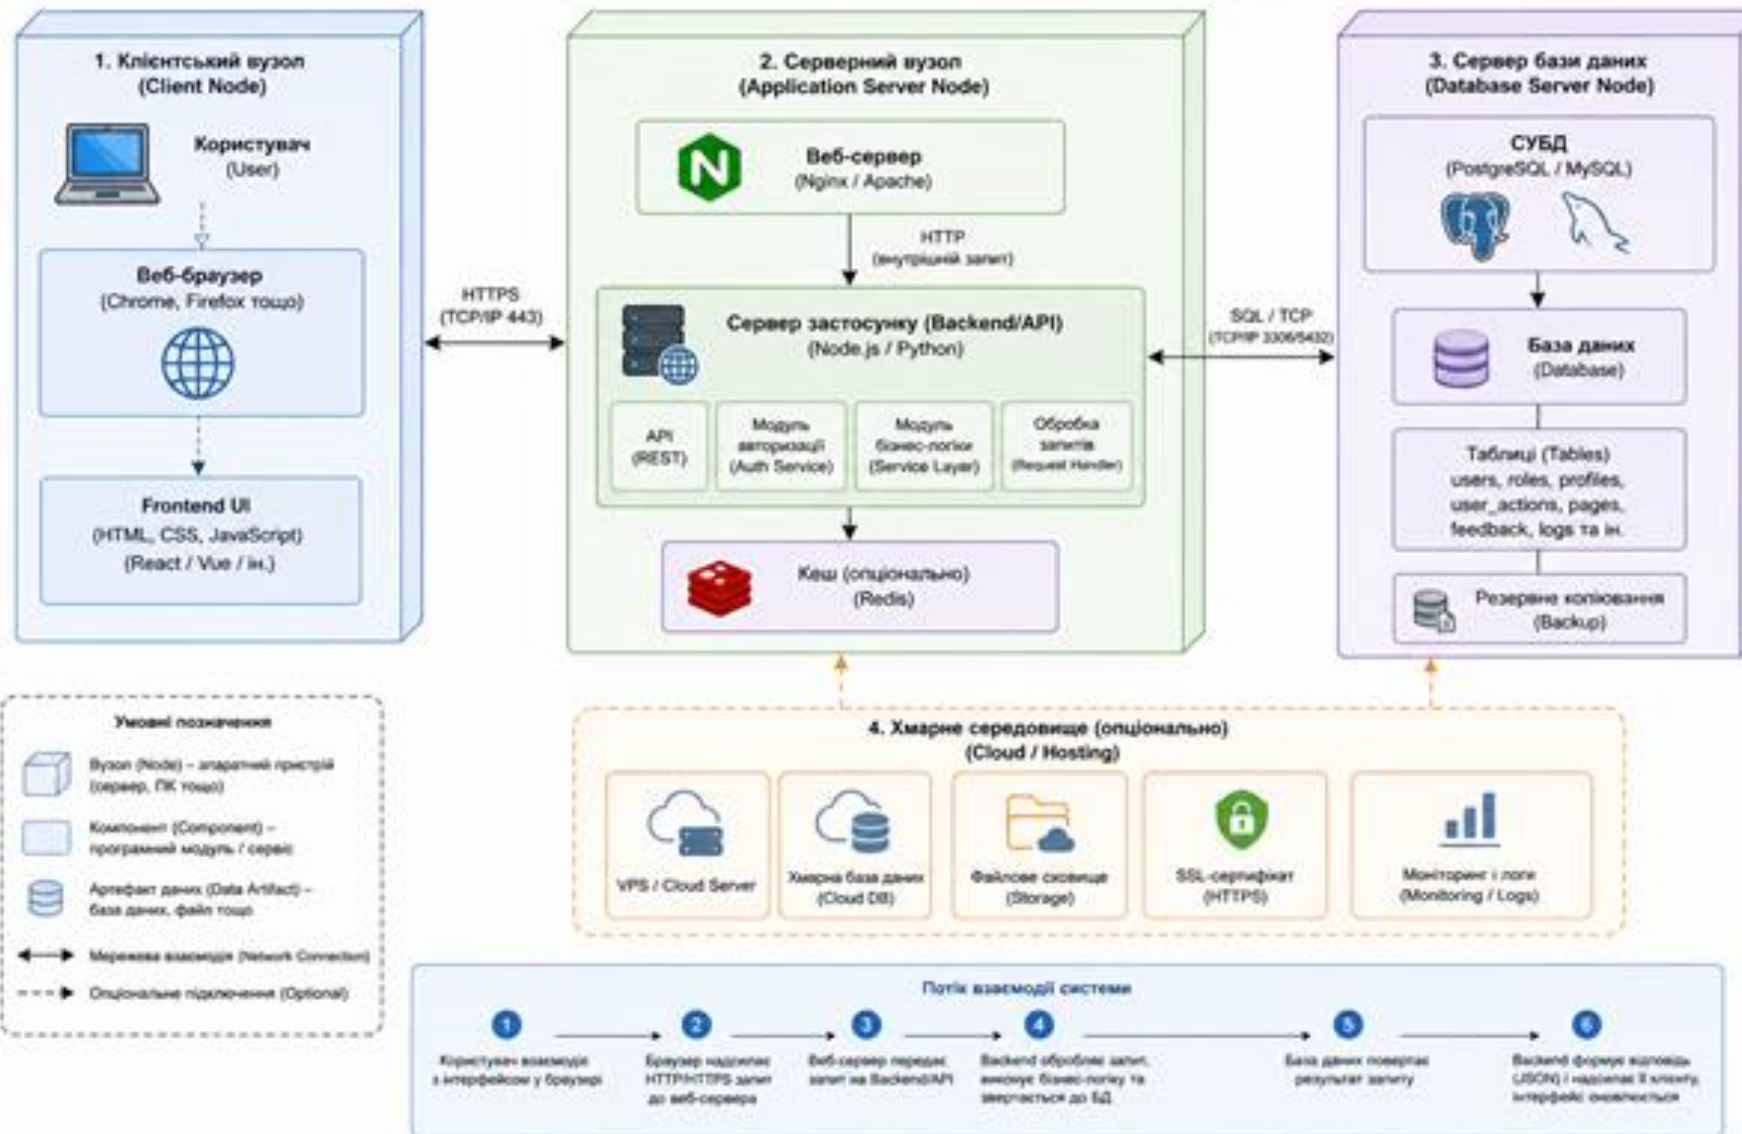 1. Клієнтський вузол
(Client Node)
Користувач
(User)
Веб-браузер
(Chrome, Firefox тощо)
Frontend UI
(HTML, CSS, JavaScript)
(React / Vue / ін.)
HTTPS
(TCP/IP 443)
2. Серверний вузол
(Application Server Node)
Веб-сервер
(Nginx / Apache)
HTTP
(внутрішній запит)
Сервер застосунку (Backend/API)
(Node.js / Python)
API
(REST)
Модуль
авторизації
(Auth Service)
Модуль
бізнес-логіки
(Service Layer)
Обробка
запитів
(Request Handler)
Кеш (опціонально)
(Redis)
SQL / TCP
(TCP/IP 3306/5432)
3. Сервер бази даних
(Database Server Node)
СУБД
(PostgreSQL / MySQL)
База даних
(Database)
Таблиці (Tables)
users, roles, profiles,
user_actions, pages,
feedback, logs та ін.
Резервне копіювання
(Backup)
Умовні позначення
Вузол (Node) – апаратний пристрій
(сервер, ПК тощо)
Компонент (Component) –
програмний модуль / сервіс
Артефакт даних (Data Artifact) –
база даних, файл тощо
Мережева взаємодія (Network Connection)
Опціональне підключення (Optional)
4. Хмарне середовище (опціонально)
(Cloud / Hosting)
VPS / Cloud Server
Хмарна база даних
(Cloud DB)
Файлове сховище
(Storage)
SSL-сертифікат
(HTTPS)
Моніторинг і логи
(Monitoring / Logs)
Потік взаємодії системи
1
2
3
4
5
6
Користувач взаємодіє
з інтерфейсом у браузері
Браузер надсилає
HTTP/HTTPS запит
до веб-сервера
Веб-сервер передає
запит на Backend/API
Backend обробляє запит,
виконує бізнес-логіку та
звертається до БД
База даних повертає
результат запиту
Backend формує відповідь
(JSON) і надсилає її клієнту,
інтерфейс оновлюється